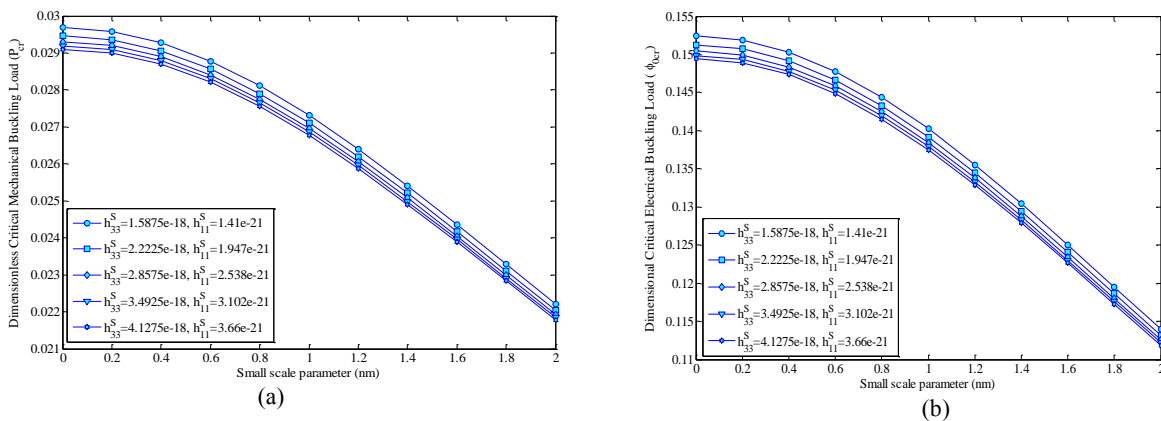 0.03
0.029
0.028
0.027
0.026
0.025
0.024
0.023
0.022
0.021
Dimensionless Critical Mechanical Buckling Load (P_cr)
h^S_33=1.5875e-18, h^S_11=1.41e-21
h^S_33=2.2225e-18, h^S_11=1.947e-21
h^S_33=2.8575e-18, h^S_11=2.538e-21
h^S_33=3.4925e-18, h^S_11=3.102e-21
h^S_33=4.1275e-18, h^S_11=3.66e-21
0 0.2 0.4 0.6 0.8 1 1.2 1.4 1.6 1.8 2
Small scale parameter (nm)
(a)
0.155
0.15
0.145
0.14
0.135
0.13
0.125
0.12
0.115
0.11
Dimensional Critical Electrical Buckling Load ( ϕ_0cr)
h^S_33=1.5875e-18, h^S_11=1.41e-21
h^S_33=2.2225e-18, h^S_11=1.947e-21
h^S_33=2.8575e-18, h^S_11=2.538e-21
h^S_33=3.4925e-18, h^S_11=3.102e-21
h^S_33=4.1275e-18, h^S_11=3.66e-21
0 0.2 0.4 0.6 0.8 1 1.2 1.4 1.6 1.8 2
Small scale parameter (nm)
(b)